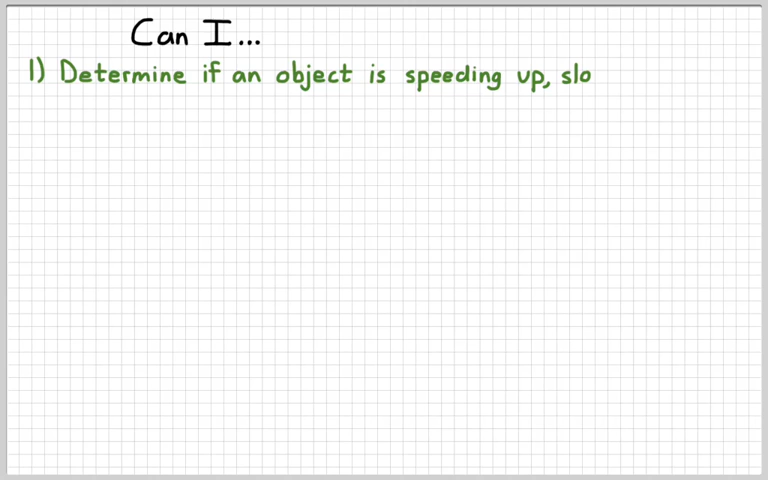 Can I...
1) Determine if an object is speeding up, slo